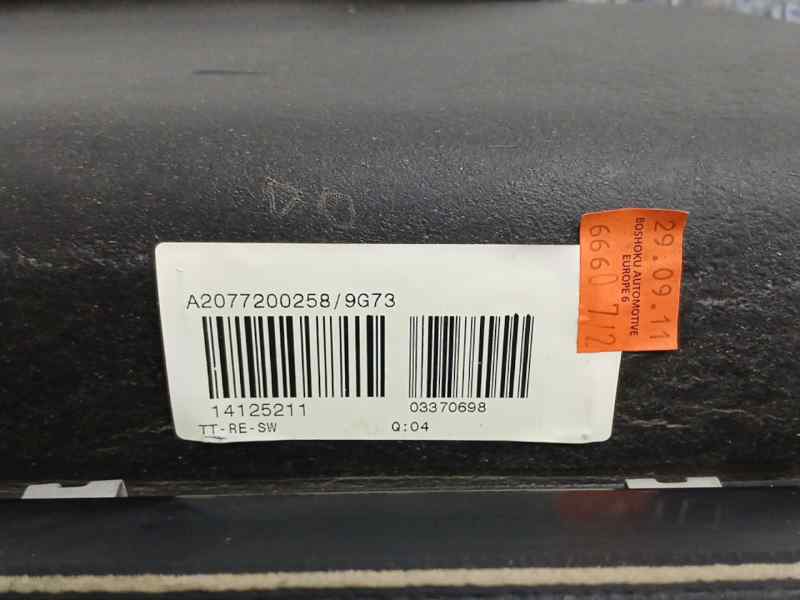 A2077200258/9G73
14125211
03370698
TT-RE-SW
Q:04
29.09.11
BOSHOKU AUTOMOTIVE
EUROPE 6
6660 7/2